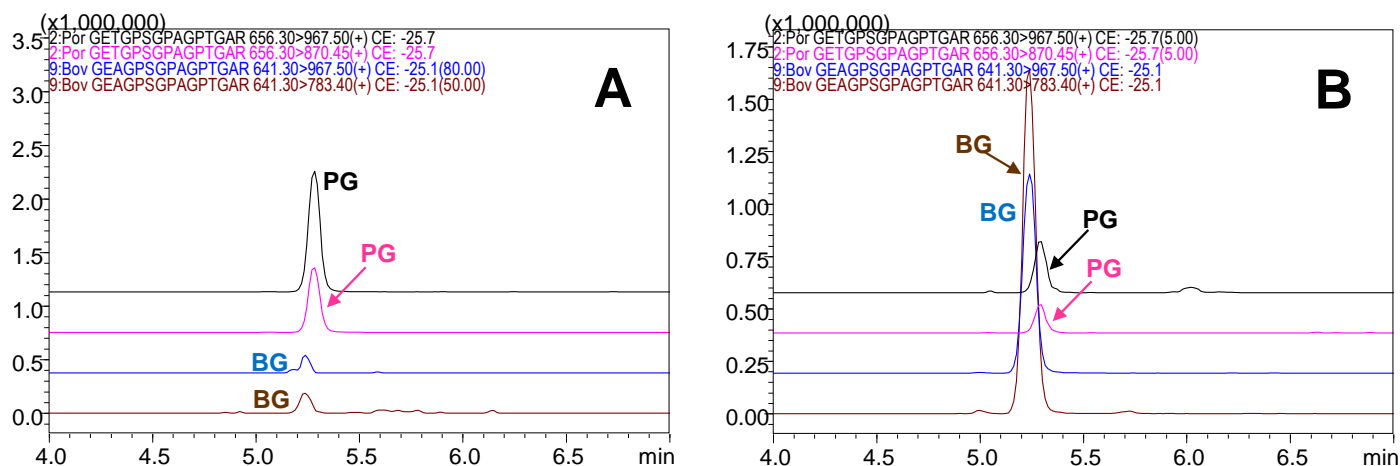 (x1,000,000)
2:Por GETGPSGPAGPTGAR 656.30>967.50(+) CE: -25.7
2:Por GETGPSGPAGPTGAR 656.30>870.45(+) CE: -25.7
9:Bov GEAGPSGPAGPTGAR 641.30>967.50(+) CE: -25.1(80.00)
9:Bov GEAGPSGPAGPTGAR 641.30>783.40(+) CE: -25.1(50.00)
A
3.5
3.0
2.5
2.0
1.5
1.0
0.5
0.0
PG
PG
BG
BG
4.0 4.5 5.0 5.5 6.0 6.5 min
(x1,000,000)
2:Por GETGPSGPAGPTGAR 656.30>967.50(+) CE: -25.7(5.00)
2:Por GETGPSGPAGPTGAR 656.30>870.45(+) CE: -25.7(5.00)
9:Bov GEAGPSGPAGPTGAR 641.30>967.50(+) CE: -25.1
9:Bov GEAGPSGPAGPTGAR 641.30>783.40(+) CE: -25.1
B
1.75
1.50
1.25
1.00
0.75
0.50
0.25
0.00
BG
BG
PG
PG
4.0 4.5 5.0 5.5 6.0 6.5 min